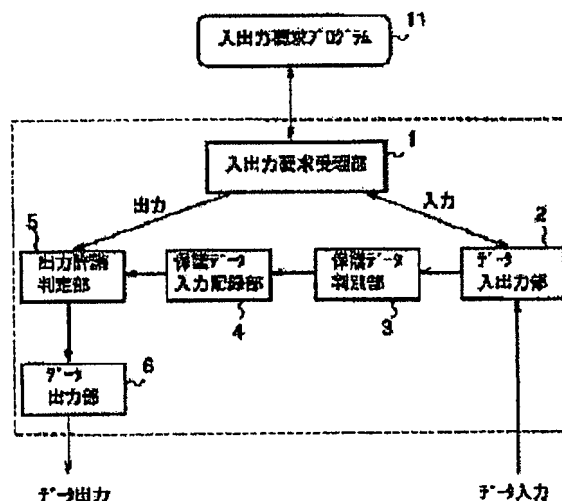 11
入出力要求プログラム
1
入出力要求受理部
出力
入力
5
2
出力許諾
判定部
保護データ
入力記録部
保護データ
判別部
データ
入出力部
4
3
データ
出力部
6
データ出力
データ入力